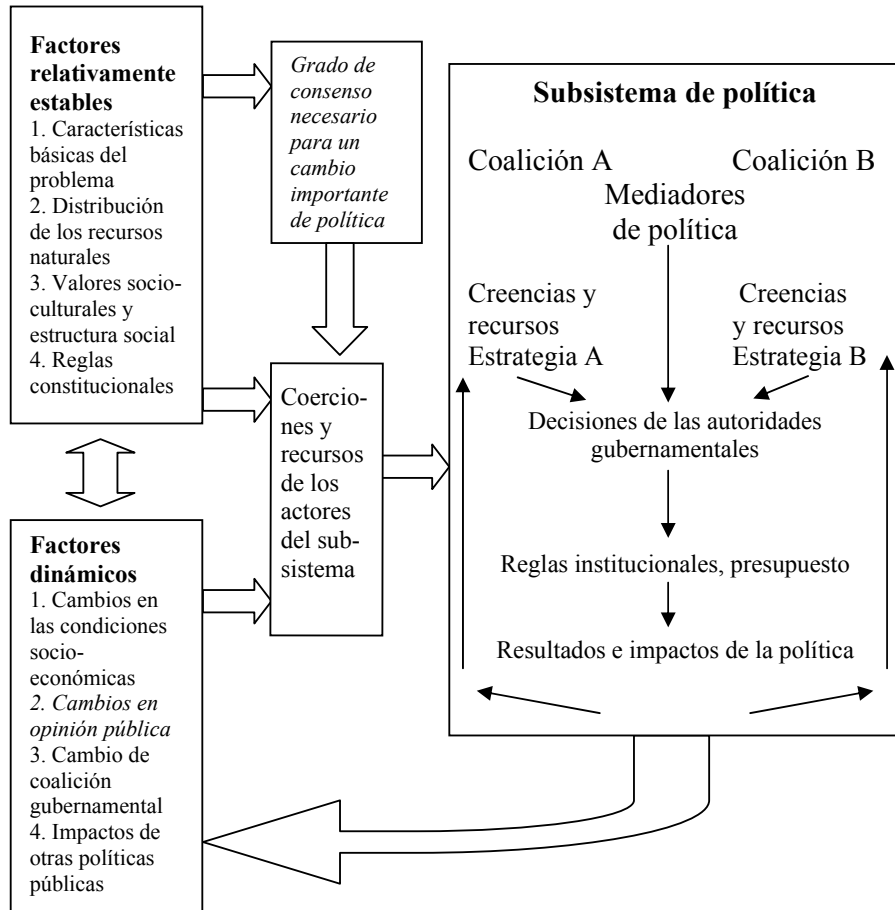 Factores
relativamente
estables
1. Características
básicas del
problema
2. Distribución
de los recursos
naturales
3. Valores socio-
culturales y
estructura social
4. Reglas
constitucionales
Grado de
consenso
necesario
para un
cambio
importante
de política
Coercio-
nes y
recursos
de los
actores
del sub-
sistema
Factores
dinámicos
1. Cambios en
las condiciones
socio-
económicas
2. Cambios en
opinión pública
3. Cambio de
coalición
gubernamental
4. Impactos de
otras políticas
públicas
Subsistema de política
Coalición A
Coalición B
Mediadores
de política
Creencias y
recursos
Estrategia A
Creencias
y recursos
Estrategia B
Decisiones de las autoridades
gubernamentales
Reglas institucionales, presupuesto
Resultados e impactos de la política